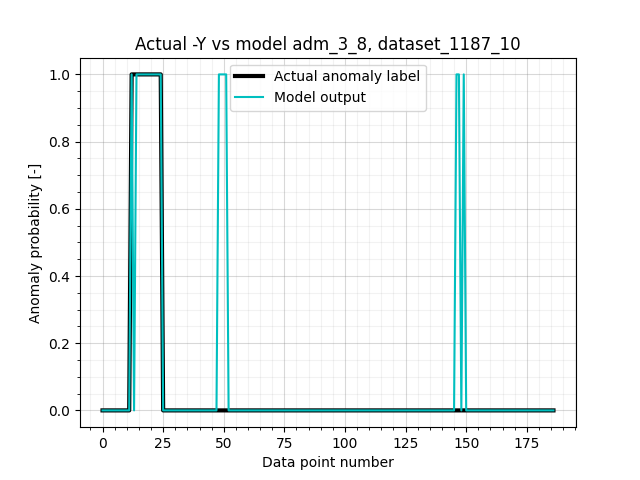 Actual -Y vs model adm_3_8, dataset_1187_10
Actual anomaly label
Model output
Anomaly probability [-]
1.0
0.8
0.6
0.4
0.2
0.0
0 25 50 75 100 125 150 175
Data point number